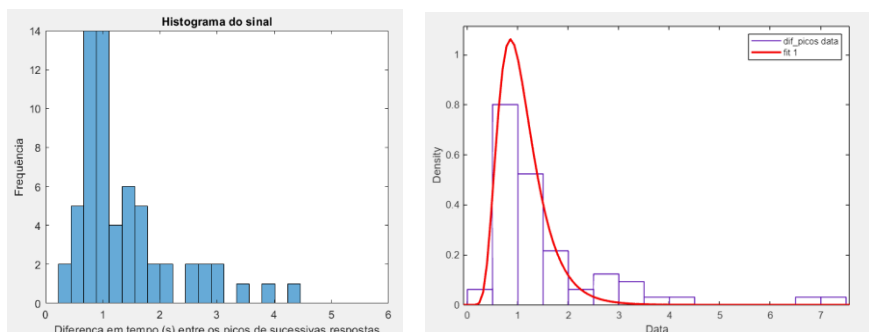 Histograma do sinal
14
12
10
8
6
4
2
0
Frequência
0 1 2 3 4 5 6
Diferença em tempo (s) entre os picos de sucessivas respostas
dif_picos data
fit 1
1
0.8
0.6
0.4
0.2
0
Density
0 1 2 3 4 5 6 7
Data